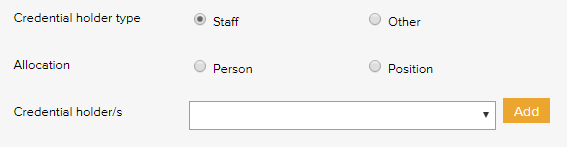 Credential holder type Staff Other
Allocation Person Position
Credential holder/s Add